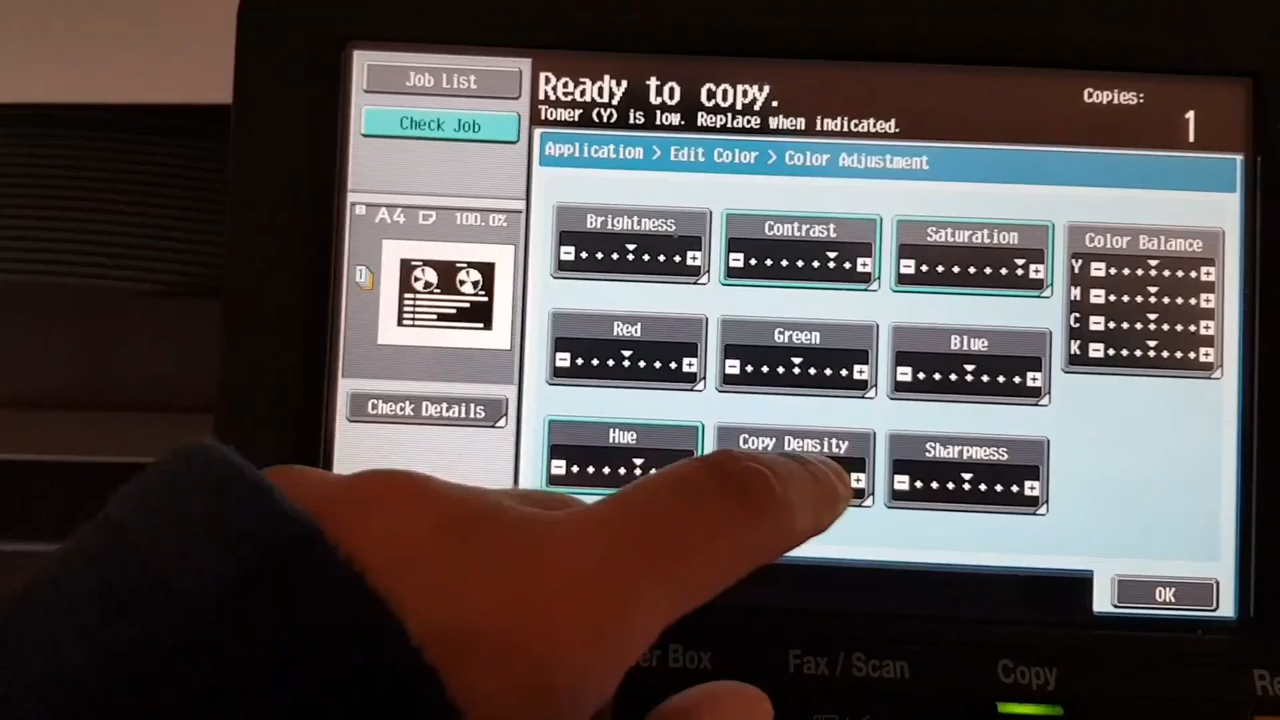 Job List
Check Job
Ready to copy.
Toner (Y) is low. Replace when indicated.
Copies:
1
Application > Edit Color > Color Adjustment
A4 100.0%
1
Check Details
Brightness
Contrast
Saturation
Color Balance
Y
M
C
K
Red
Green
Blue
Hue
Copy Density
Sharpness
OK
Box
Fax / Scan
Copy